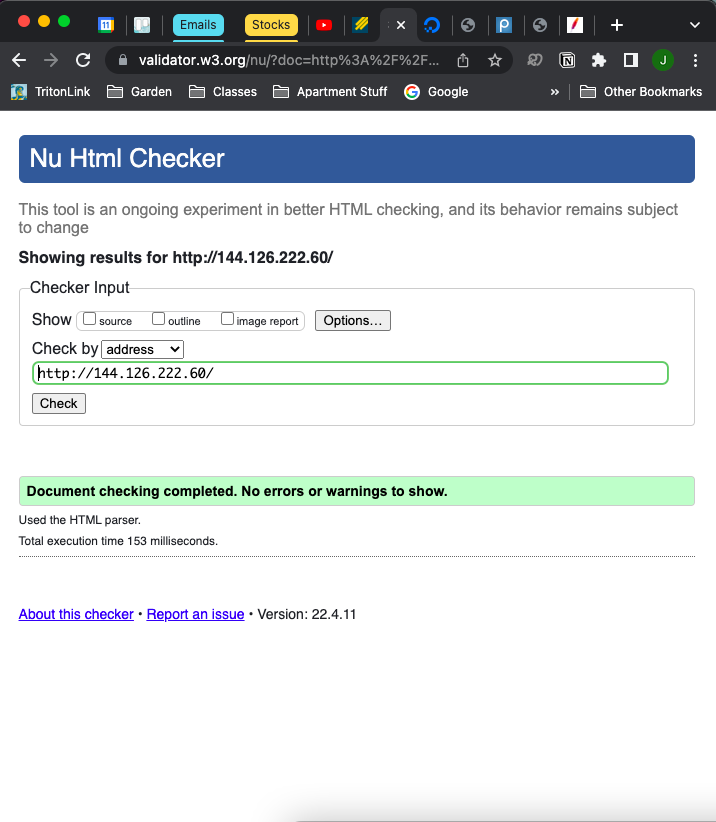 11
Emails
Stocks
validator.w3.org/nu/?doc=http%3A%2F%2F...
J
TritonLink
Garden
Classes
Apartment Stuff
Google
»
Other Bookmarks
Nu Html Checker
This tool is an ongoing experiment in better HTML checking, and its behavior remains subject
to change
Showing results for http://144.126.222.60/
Checker Input
Show source outline image report Options...
Check by address
http://144.126.222.60/
Check
Document checking completed. No errors or warnings to show.
Used the HTML parser.
Total execution time 153 milliseconds.
About this checker • Report an issue • Version: 22.4.11